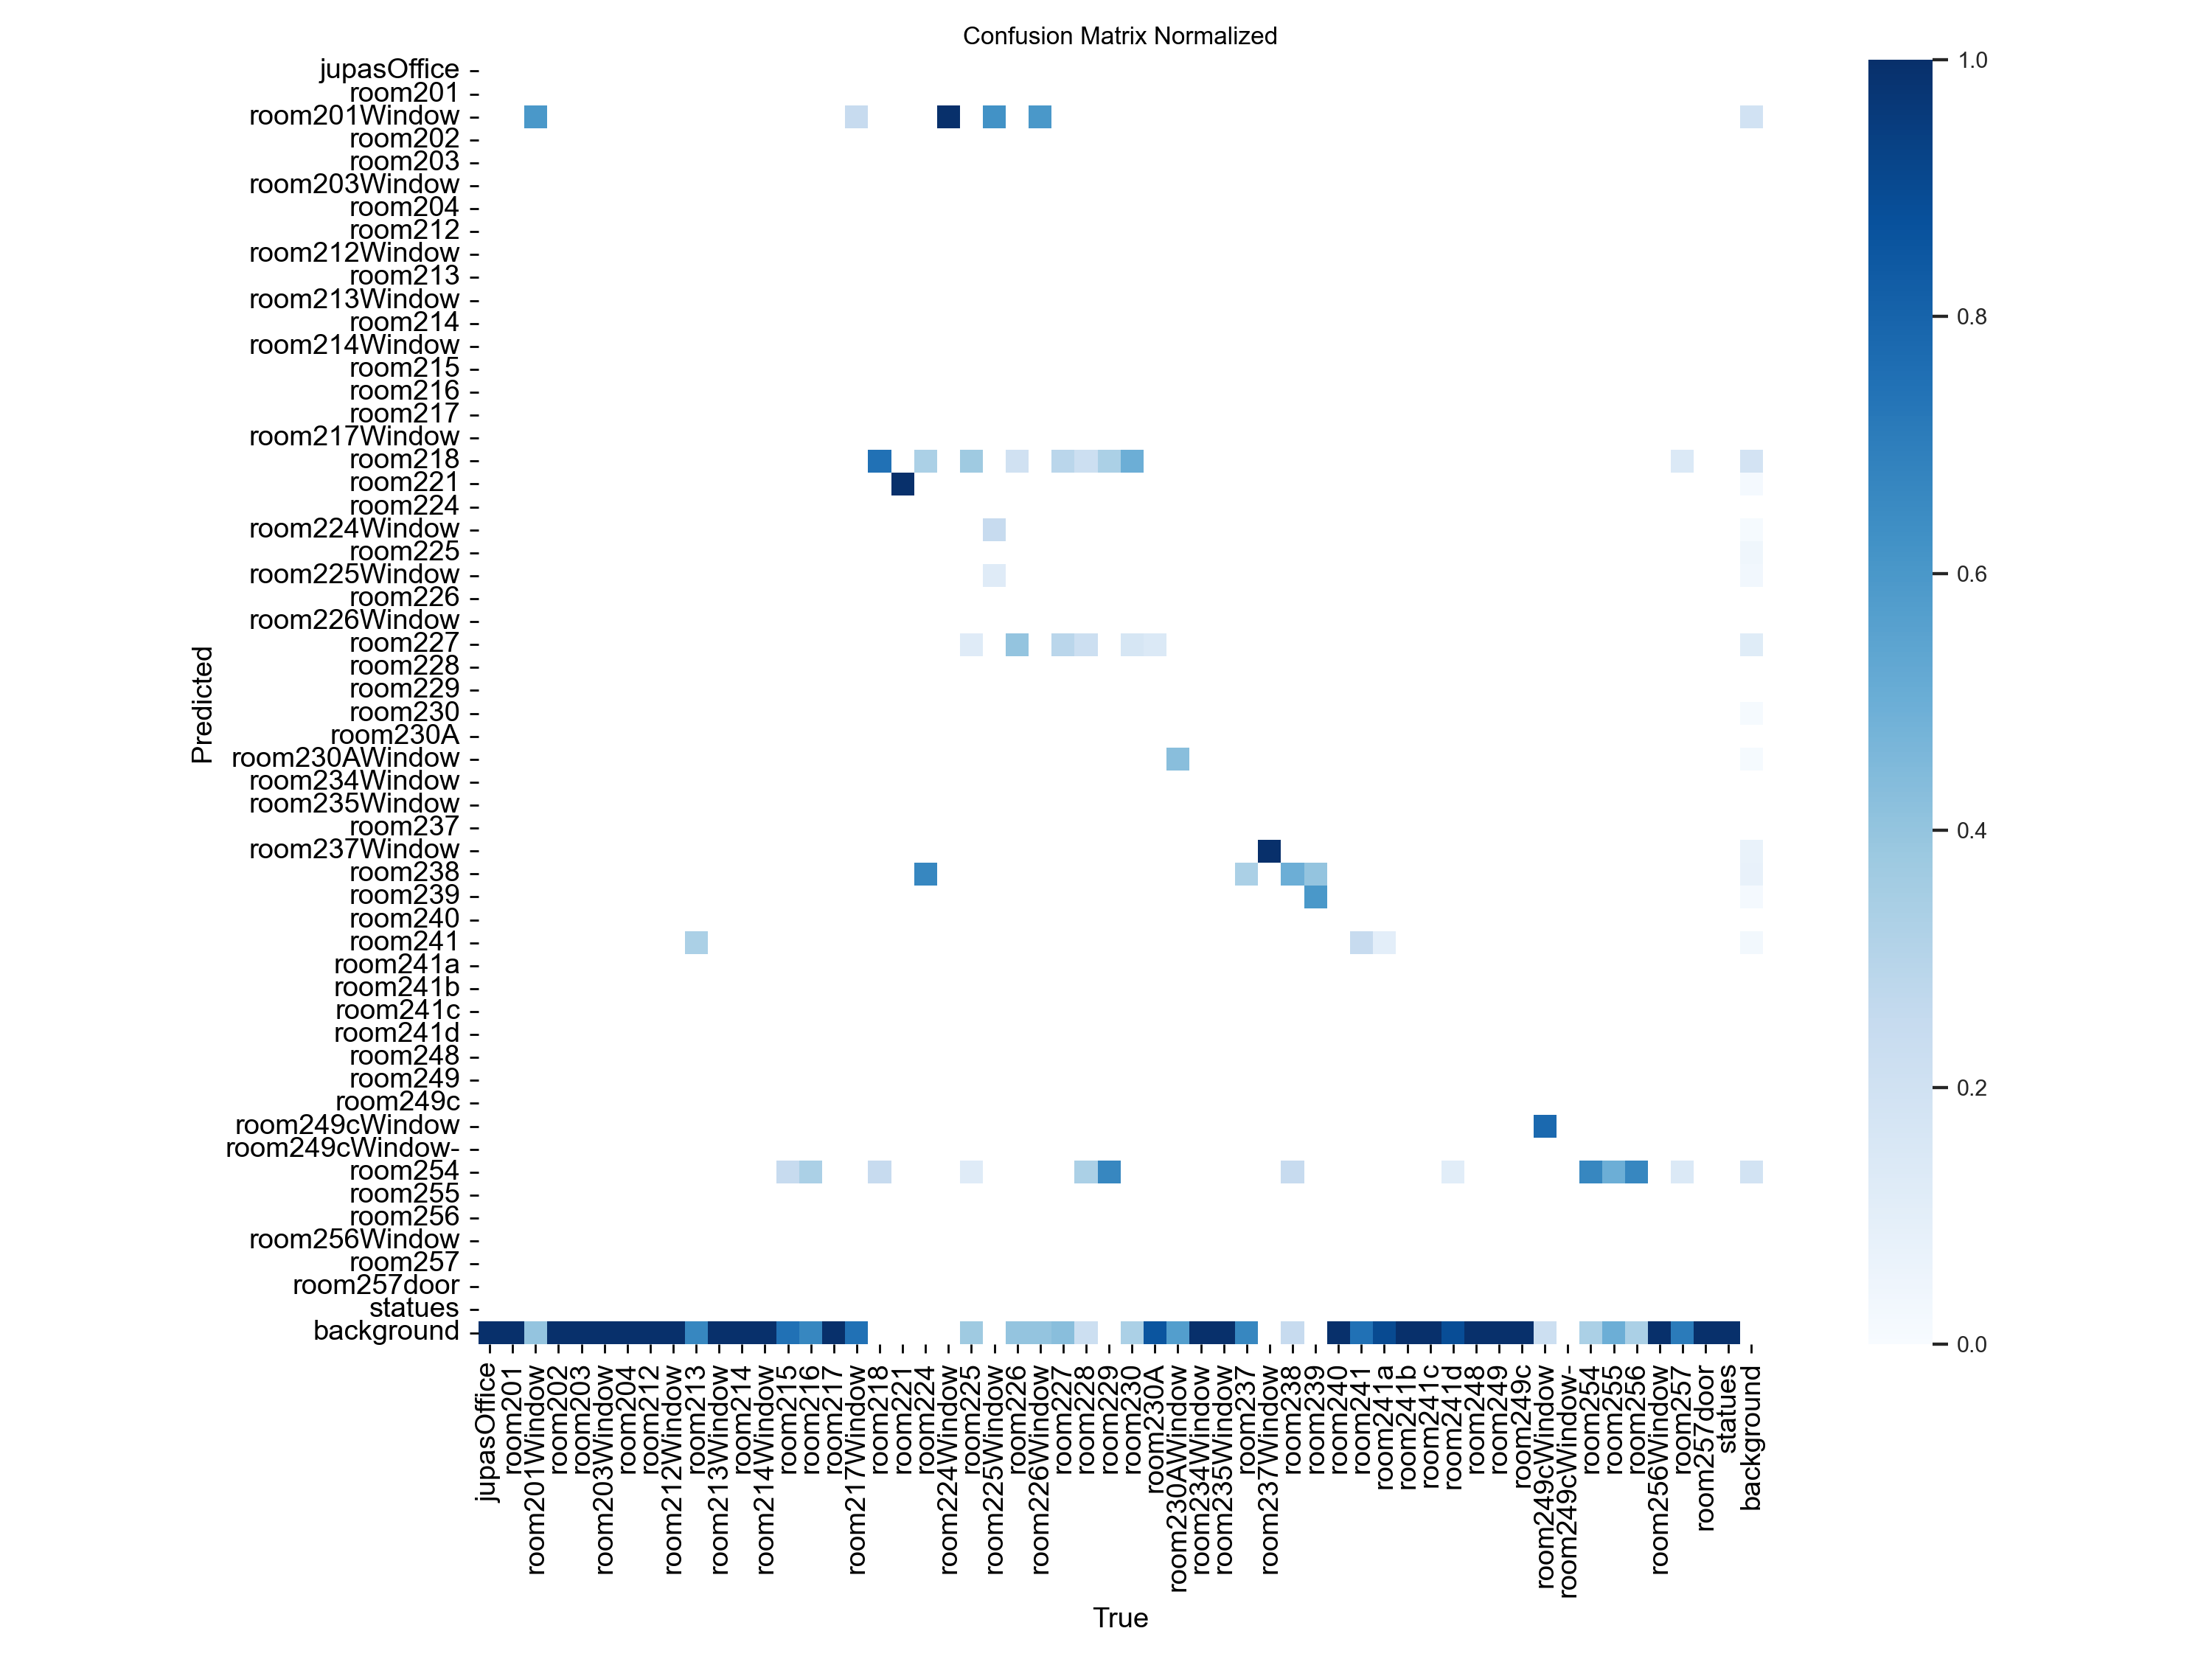 Confusion Matrix Normalized
jupasOffice
room201
room201Window
room202
room203
room203Window
room204
room212
room212Window
room213
room213Window
room214
room214Window
room215
room216
room217
room217Window
room218
room221
room224
room224Window
room225
room225Window
room226
room226Window
room227
room228
room229
room230
room230A
room230AWindow
room234Window
room235Window
room237
room237Window
room238
room239
room240
room241
room241a
room241b
room241c
room241d
room248
room249
room249c
room249cWindow
room249cWindow-
room254
room255
room256
room256Window
room257
room257door
statues
background
Predicted
jupasOffice
room201
room201Window
room202
room203
room203Window
room204
room212
room212Window
room213
room213Window
room214
room214Window
room215
room216
room217
room217Window
room218
room221
room224
room224Window
room225
room225Window
room226
room226Window
room227
room228
room229
room230
room230A
room230AWindow
room234Window
room235Window
room237
room237Window
room238
room239
room240
room241
room241a
room241b
room241c
room241d
room248
room249
room249c
room249cWindow
room249cWindow-
room254
room255
room256
room256Window
room257
room257door
statues
background
True
1.0
0.8
0.6
0.4
0.2
0.0